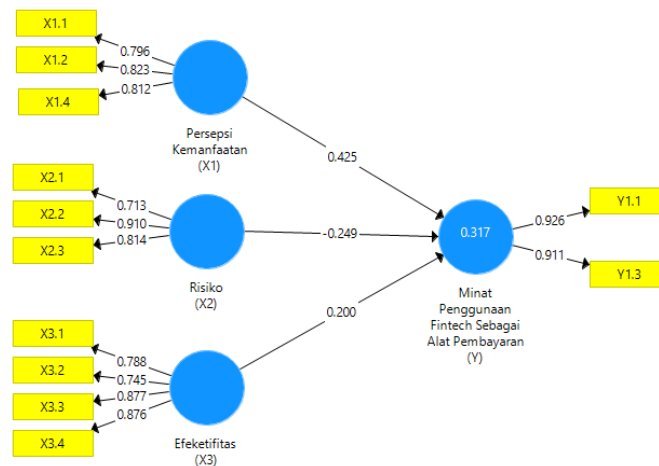 X1.1
0.796
X1.2
0.823
X1.4
0.812
Persepsi
Kemanfaatan
(X1)
0.425
X2.1
0.713
X2.2
0.910
X2.3
0.814
Risiko
(X2)
-0.249
X3.1
0.788
X3.2
0.745
X3.3
0.877
X3.4
0.876
Efeketifitas
(X3)
0.200
0.317
Minat
Penggunaan
Fintech Sebagai
Alat Pembayaran
(Y)
0.926
Y1.1
0.911
Y1.3